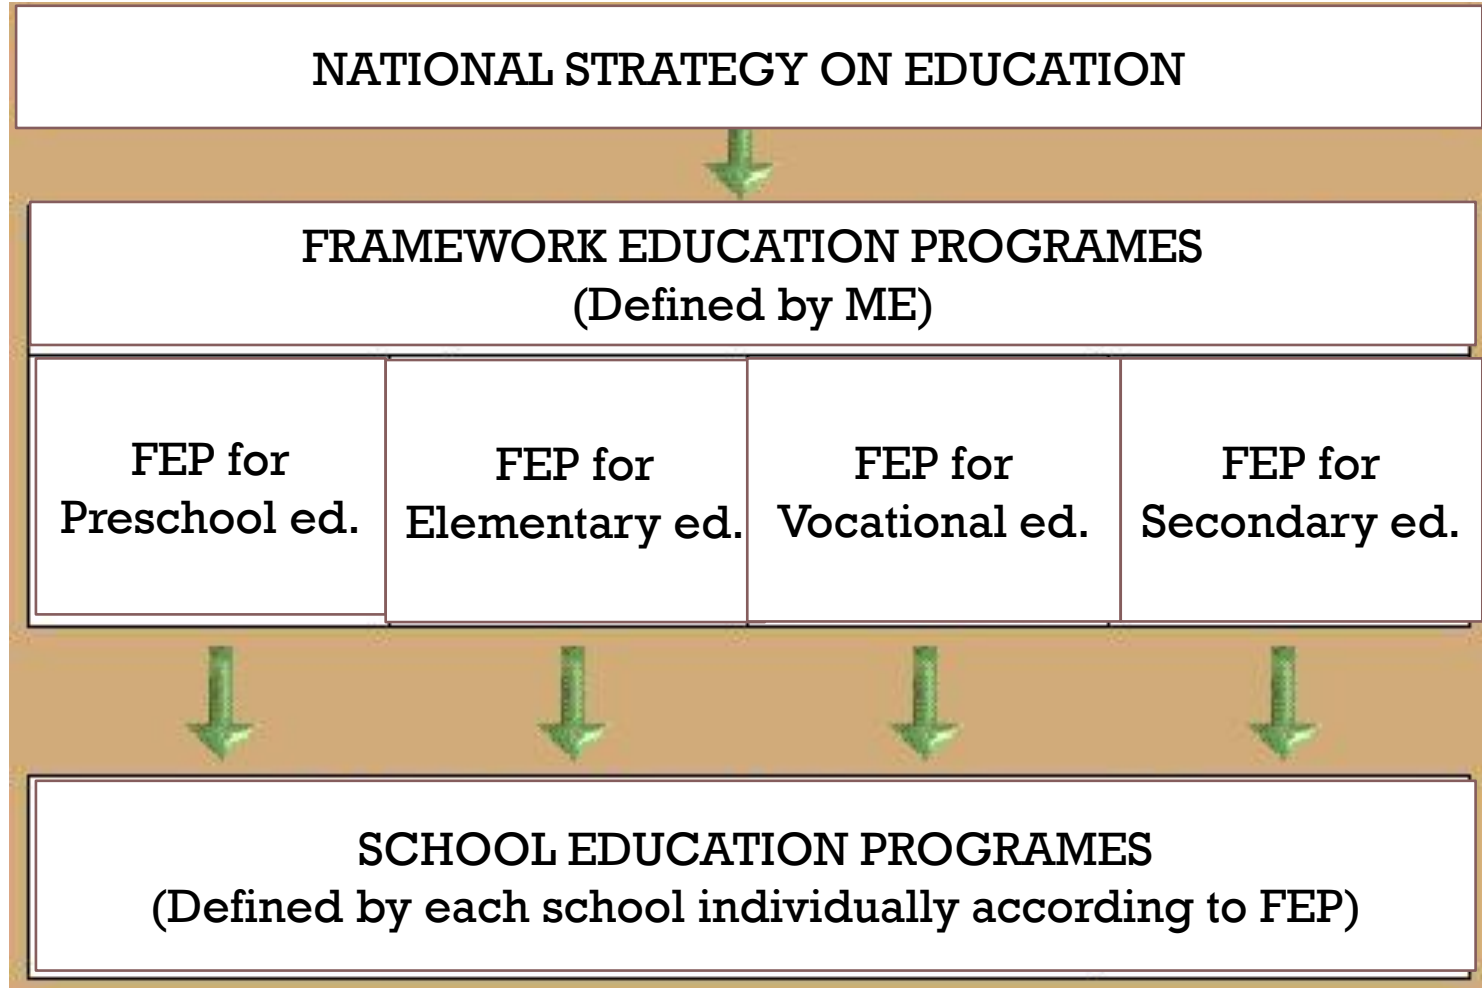 NATIONAL STRATEGY ON EDUCATION
FRAMEWORK EDUCATION PROGRAMES
(Defined by ME)
FEP for
Preschool ed.
FEP for
Elementary ed.
FEP for
Vocational ed.
FEP for
Secondary ed.
SCHOOL EDUCATION PROGRAMES
(Defined by each school individually according to FEP)